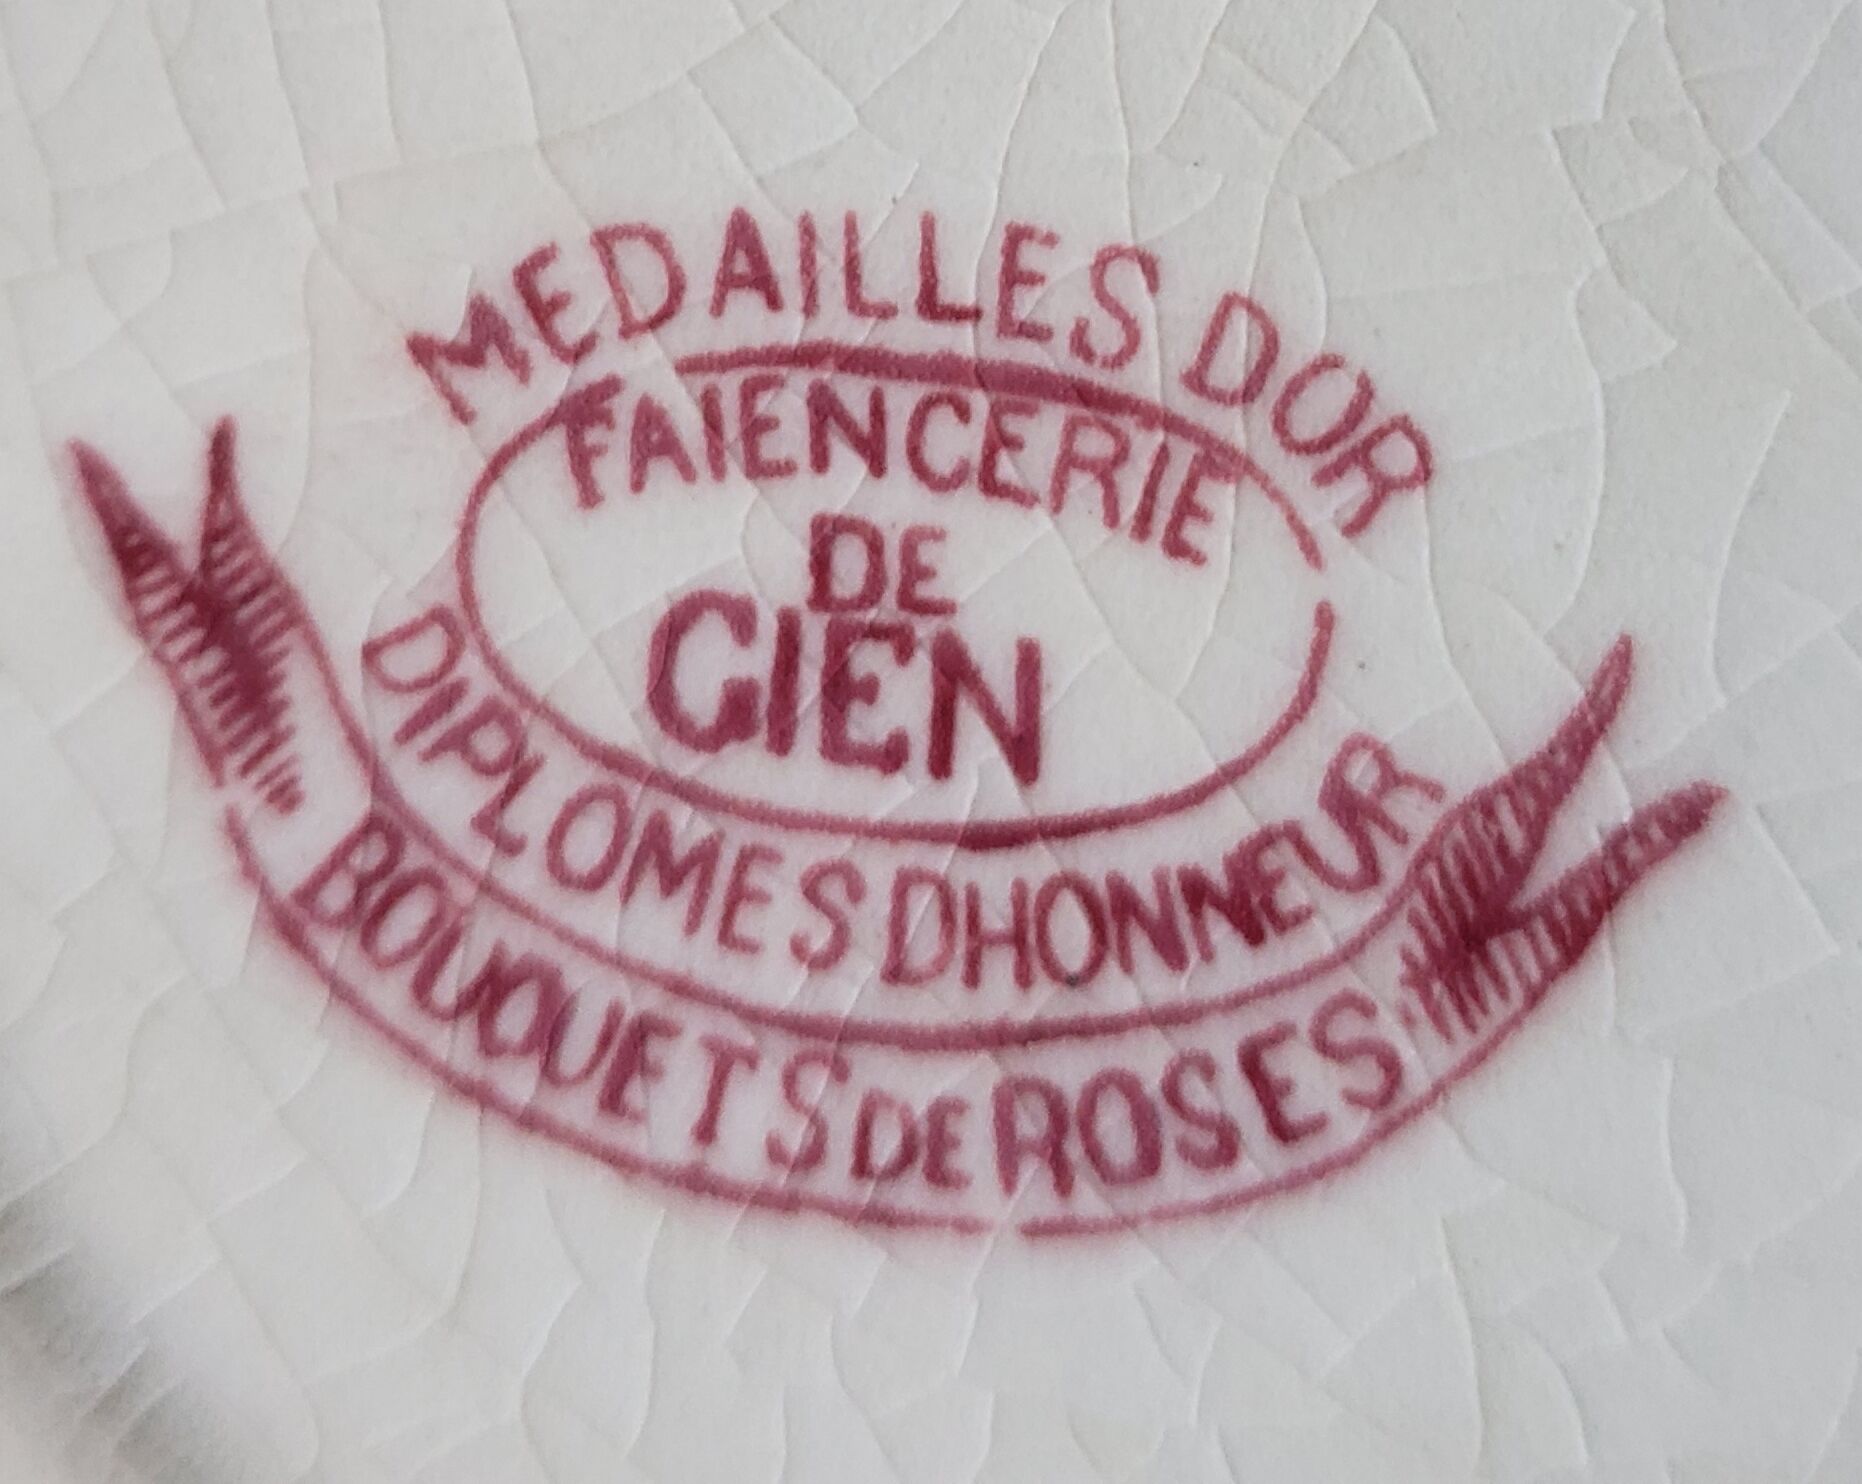 MEDAILLES DOR
FAIENCERIE
DE
GIEN
DIPLOMES DHONNEUR
BOUQUETS DE ROSES